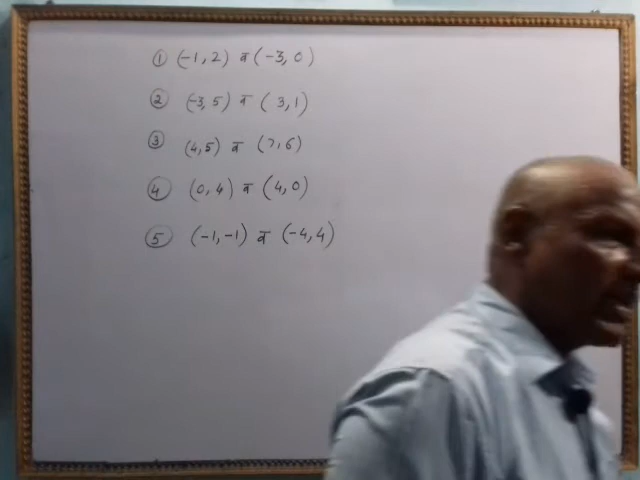 ① (-1, 2) व (-3, 0)
② (-3, 5) व (3, 1)
③ (4, 5) व (7, 6)
④ (0, 4) व (4, 0)
⑤ (-1, -1) व (-4, 4)